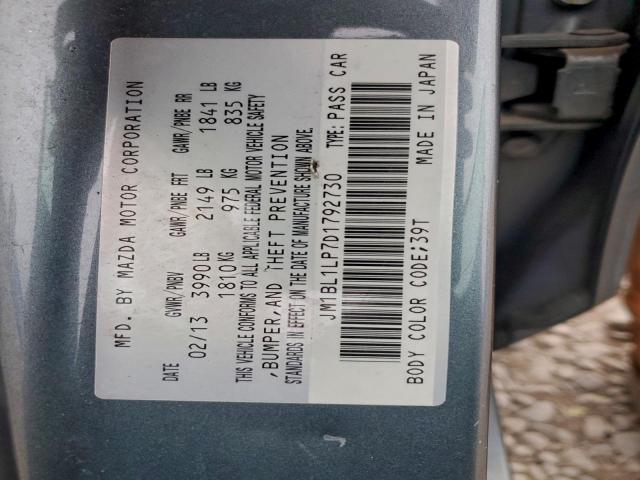 MFD. BY MAZDA MOTOR CORPORATION
DATE GVWR/PNBV GAWR/PNBE FRT GAWR/PNBE RR
02/13 3990LB 2149 LB 1841 LB
1810KG 975 KG 835 KG
THIS VEHICLE CONFORMS TO ALL APPLICABLE FEDERAL MOTOR VEHICLE SAFETY
,BUMPER,AND THEFT PREVENTION
STANDARDS IN EFFECT ON THE DATE OF MANUFACTURE SHOWN ABOVE.
JM1BL1LP7D1792730 TYPE: PASS CAR
BODY COLOR CODE;39T MADE IN JAPAN